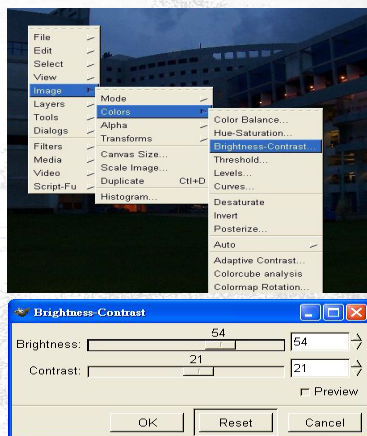 File
Edit
Select
View
Image
Layers
Tools
Dialogs
Filters
Media
Video
Script-Fu
Mode
Colors
Alpha
Transforms
Canvas Size...
Scale Image...
Duplicate Ctl+D
Histogram...
Color Balance...
Hue-Saturation...
Brightness-Contrast...
Threshold...
Levels...
Curves...
Desaturate
Invert
Posterize...
Auto
Adaptive Contrast...
Colorcube analysis
Colormap Rotation...
Brightness-Contrast
54
Brightness: 54
21
Contrast: 21
Preview
OK Reset Cancel